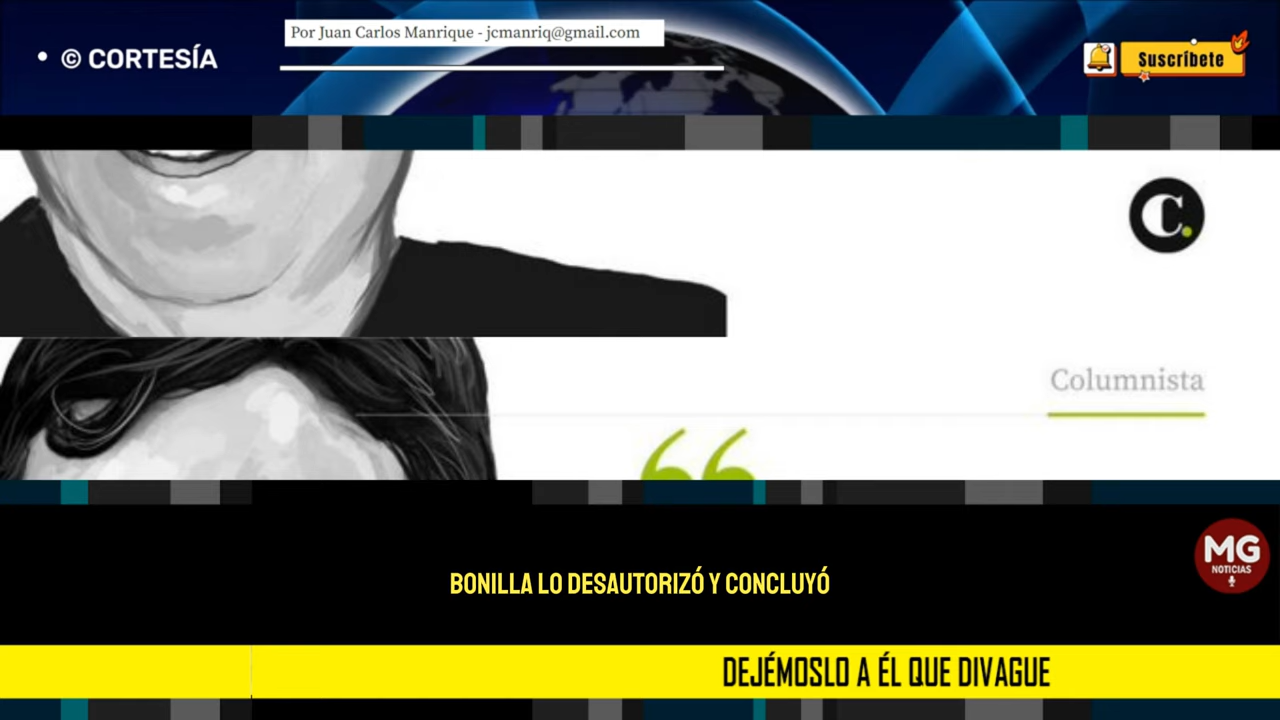 Por Juan Carlos Manrique - jcmanriq@gmail.com
• © CORTESÍA
Suscríbete
C.
Columnista
“
BONILLA LO DESAUTORIZÓ Y CONCLUYÓ
MG
NOTICIAS
DEJÉMOSLO A ÉL QUE DIVAGUE